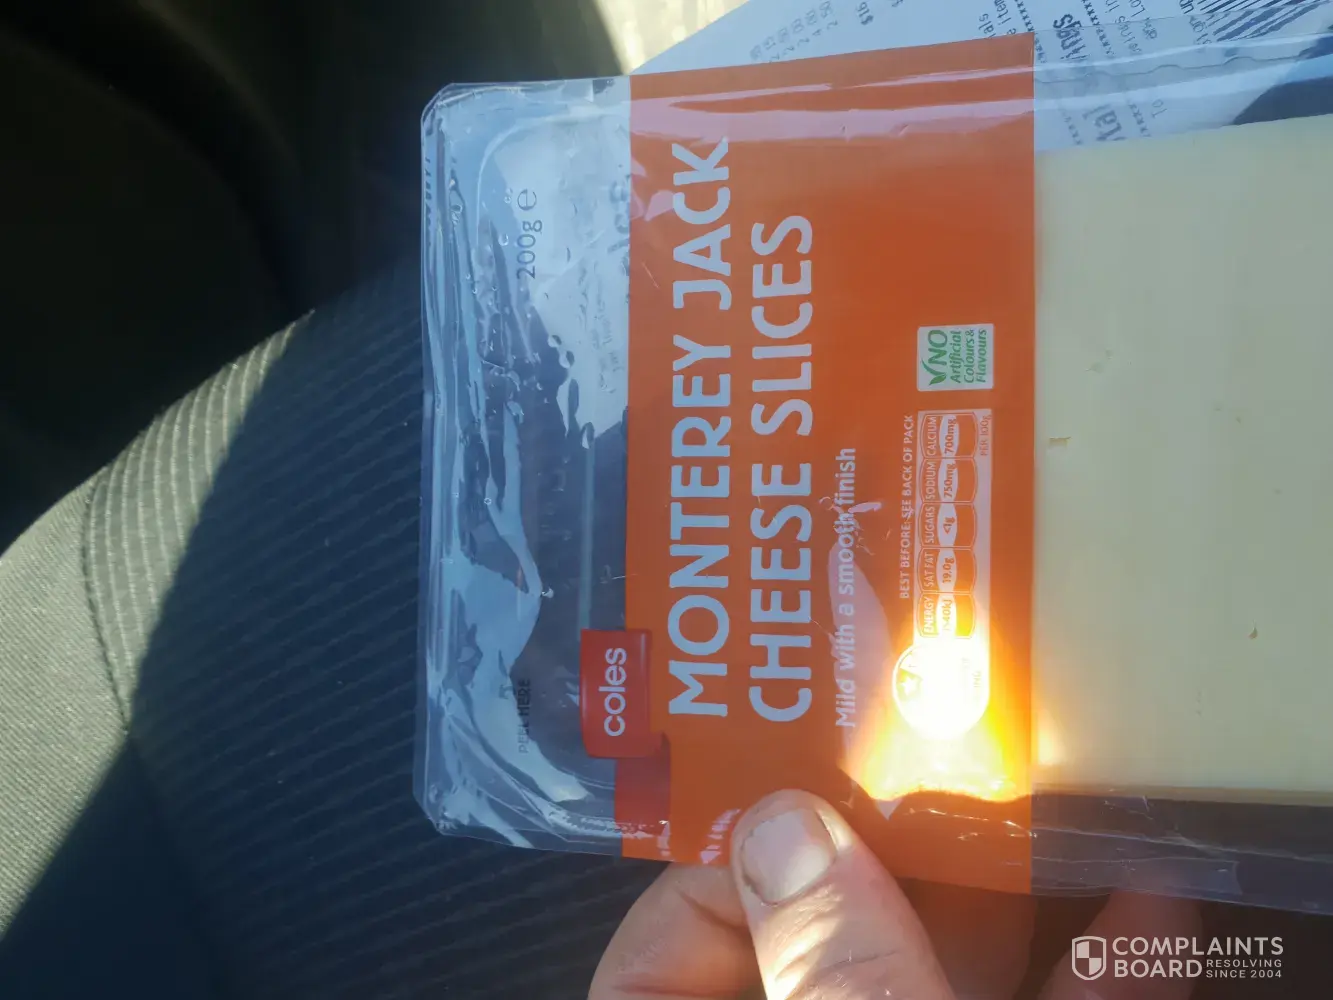 200g e
PEEL HERE
coles
MONTEREY JACK
CHEESE SLICES
Mild with a smooth finish
BEST BEFORE: SEE BACK OF PACK
ENERGY SAT FAT SUGARS SODIUM CALCIUM
19.0g <1g 750mg 700mg
PER 100g
NO
Artificial
Colours &
Flavours
COMPLAINTS
BOARD RESOLVING
SINCE 2004